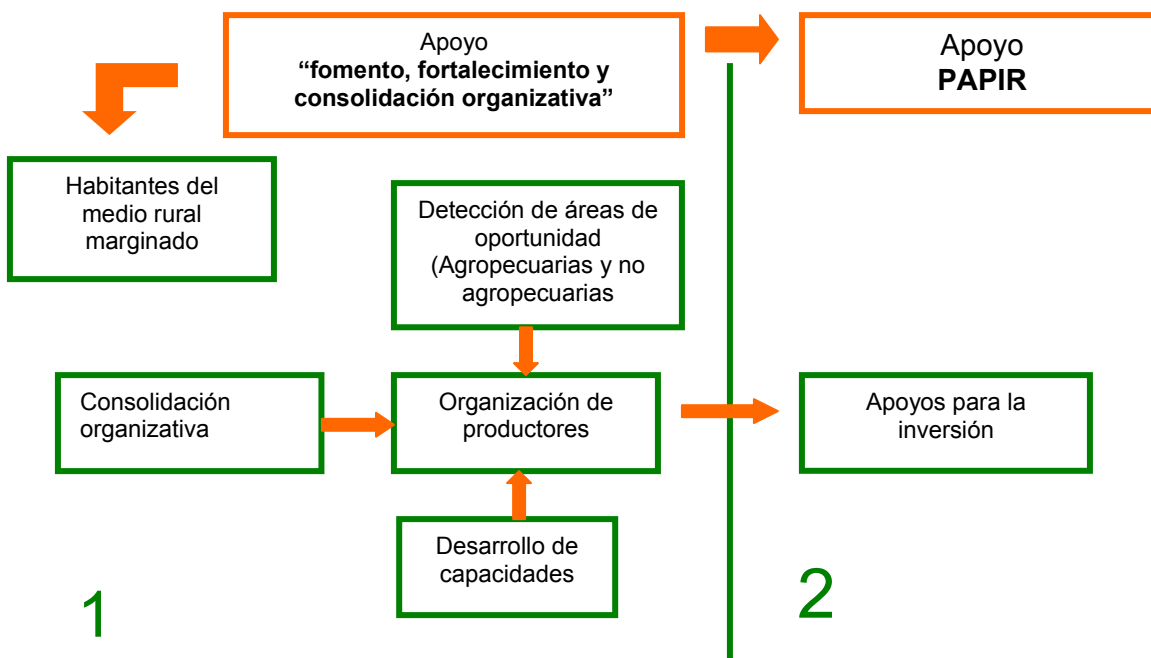 Apoyo
“fomento, fortalecimiento y
consolidación organizativa”
Apoyo
PAPIR
Habitantes del
medio rural
marginado
Detección de áreas de
oportunidad
(Agropecuarias y no
agropecuarias
Consolidación
organizativa
Organización de
productores
Apoyos para la
inversión
Desarrollo de
capacidades
1
2